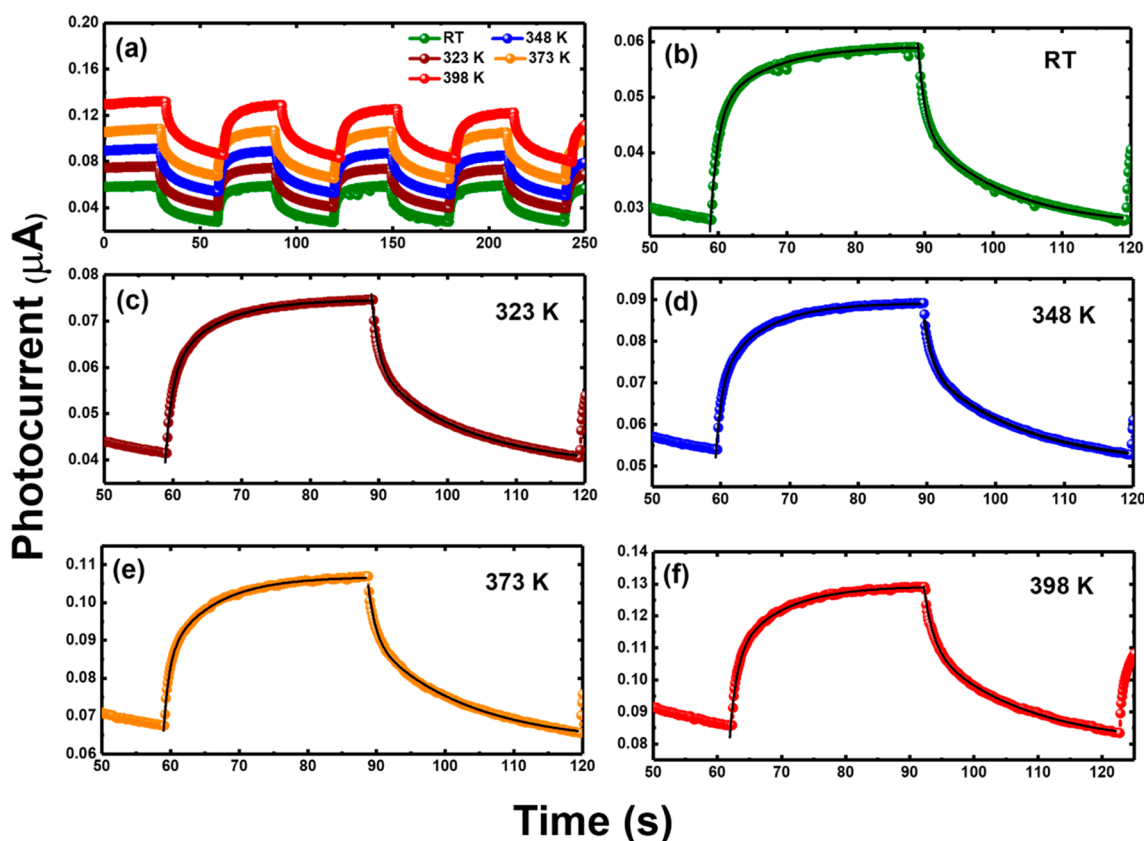 Photocurrent (μA)
(a)
RT
348 K
323 K
373 K
398 K
0.20
0.16
0.12
0.08
0.04
0 50 100 150 200 250
(b)
RT
0.06
0.05
0.04
0.03
50 60 70 80 90 100 110 120
(c)
323 K
0.08
0.07
0.06
0.05
0.04
50 60 70 80 90 100 110 120
(d)
348 K
0.09
0.08
0.07
0.06
0.05
50 60 70 80 90 100 110 120
(e)
373 K
0.11
0.10
0.09
0.08
0.07
0.06
50 60 70 80 90 100 110 120
(f)
398 K
0.14
0.13
0.12
0.11
0.10
0.09
0.08
50 60 70 80 90 100 110 120
Time (s)